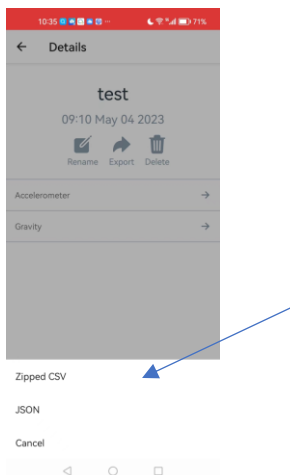 10:35 71%
Details
test
09:10 May 04 2023
Rename Export Delete
Accelerometer
Gravity
Zipped CSV
JSON
Cancel